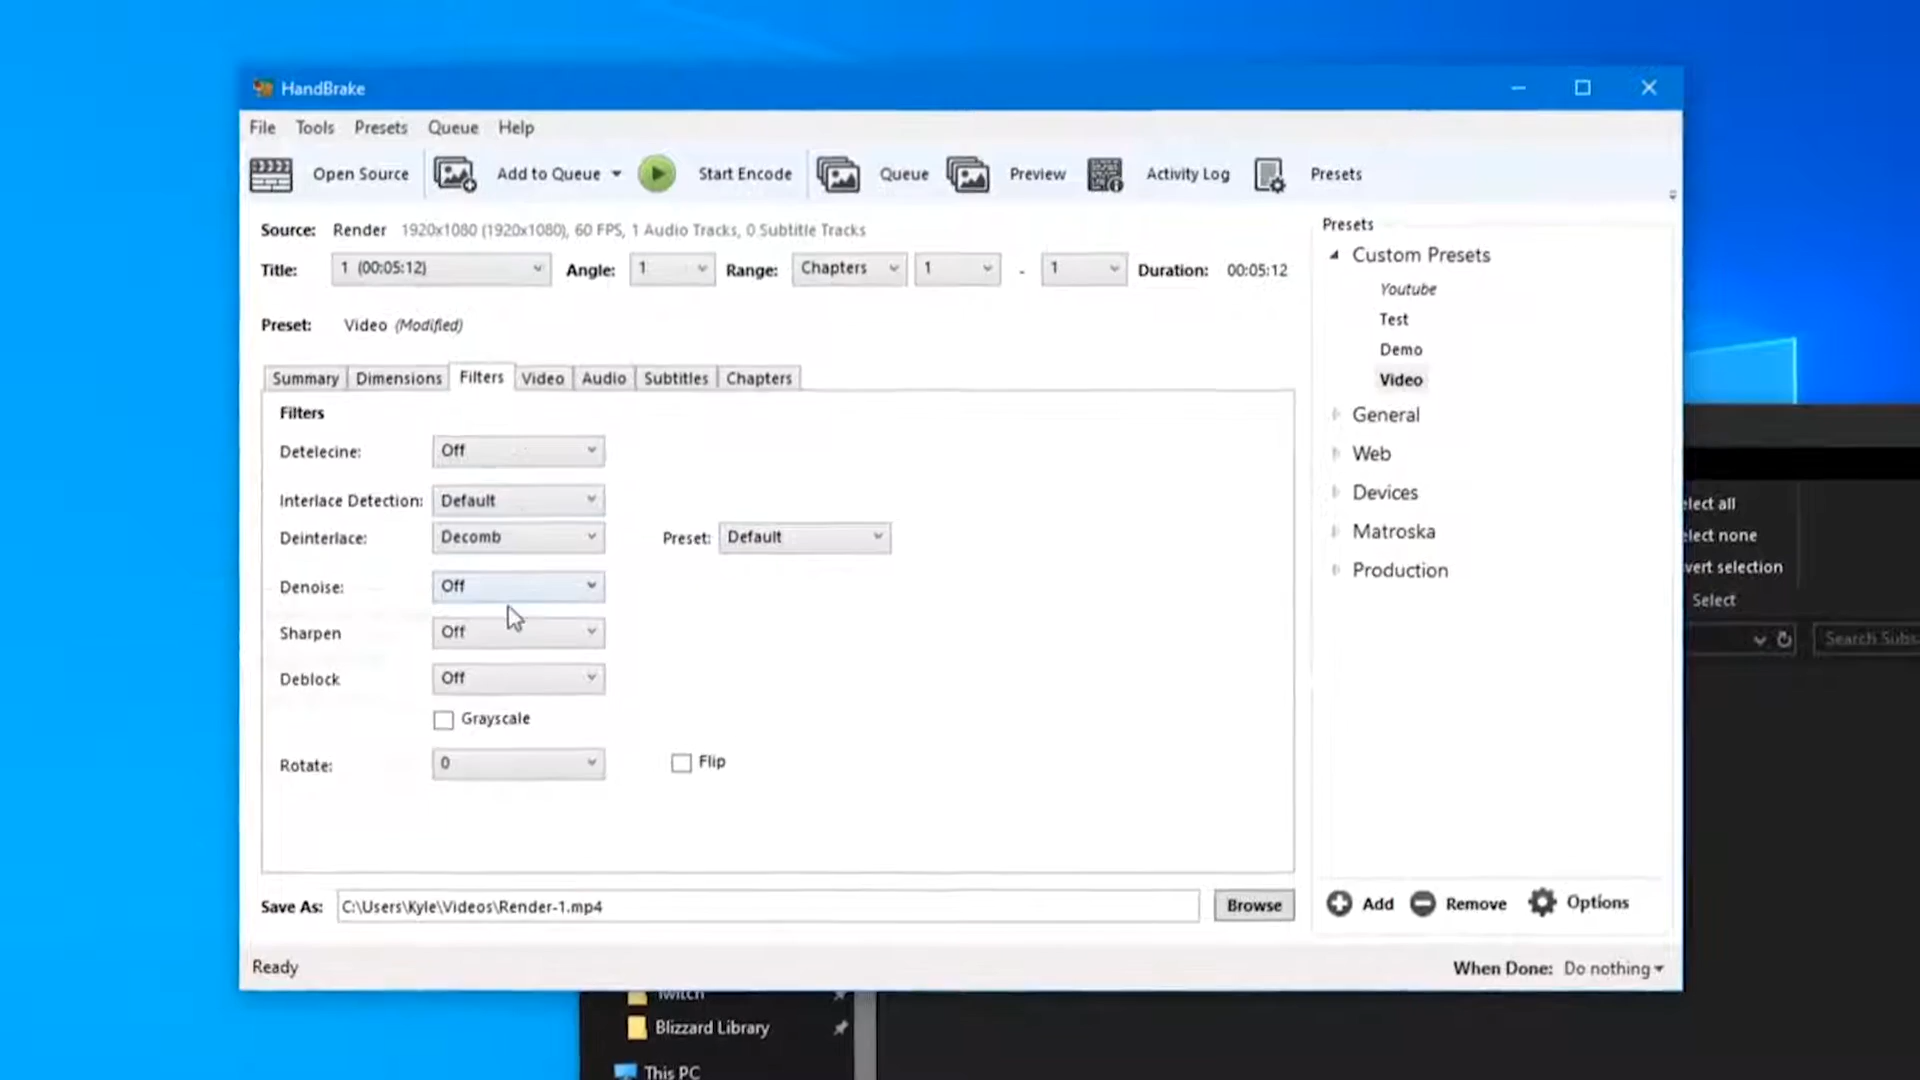 HandBrake
File Tools Presets Queue Help
Open Source Add to Queue Start Encode Queue Preview Activity Log Presets
Source: Render 1920x1080 (1920x1080), 60 FPS, 1 Audio Tracks, 0 Subtitle Tracks
Title: 1 (00:05:12) Angle: 1 Range: Chapters 1 - 1 Duration: 00:05:12
Preset: Video (Modified)
Summary Dimensions Filters Video Audio Subtitles Chapters
Filters
Detelecine: Off
Interlace Detection: Default
Deinterlace: Decomb Preset: Default
Denoise: Off
Sharpen Off
Deblock Off
Grayscale
Rotate: 0 Flip
Save As: C:\Users\Kyle\Videos\Render-1.mp4 Browse
Presets
Custom Presets
Youtube
Test
Demo
Video
General
Web
Devices
Matroska
Production
Add Remove Options
Ready When Done: Do nothing
elect all
elect none
vert selection
Select
Search Subs
Twitch
Blizzard Library
This PC